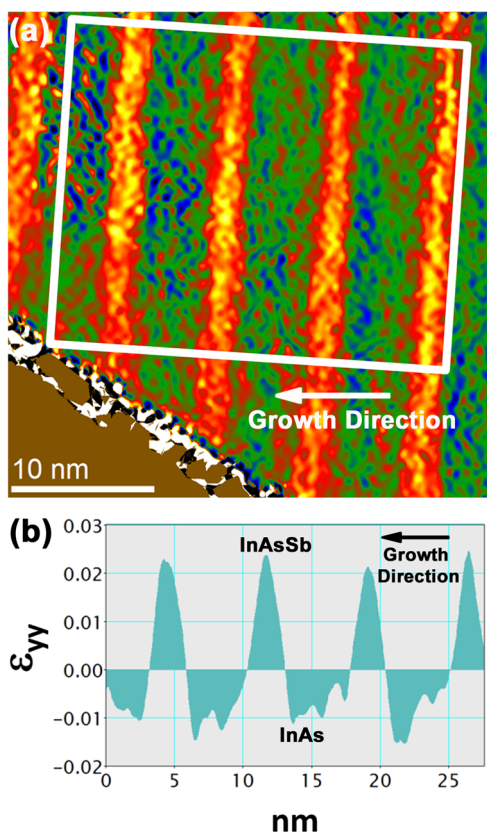 (a)
Growth Direction
10 nm
(b)
0.03
0.02
0.01
0.00
-0.01
-0.02
εyy
InAsSb
Growth
Direction
InAs
0 5 10 15 20 25
nm